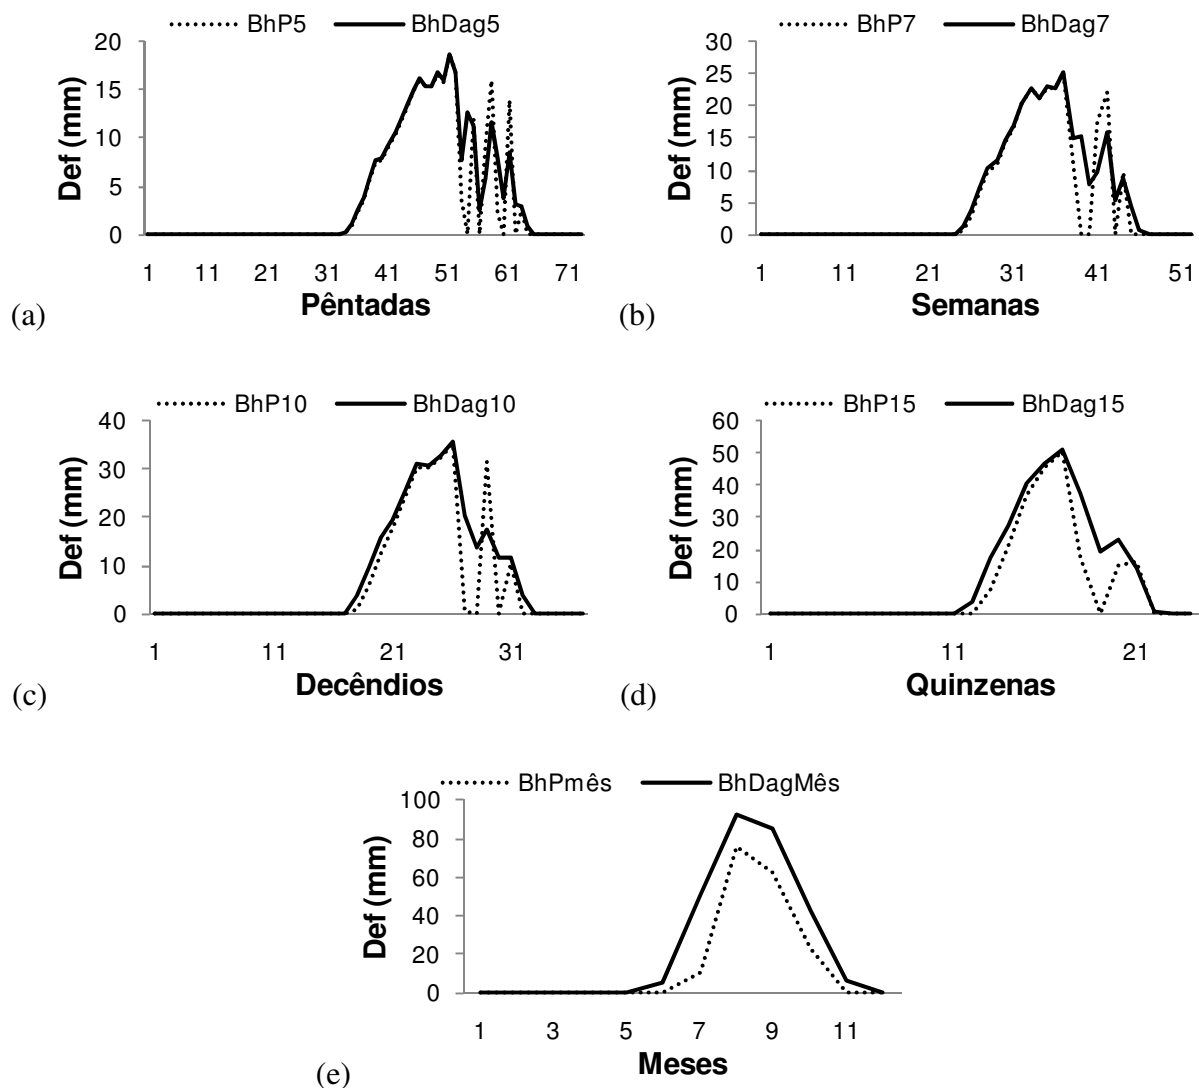 BhP5 BhDag5
20
15
10
5
0
Def (mm)
1 11 21 31 41 51 61 71
Pêntadas
(a)
BhP7 BhDag7
30
25
20
15
10
5
0
Def (mm)
1 11 21 31 41 51
Semanas
(b)
BhP10 BhDag10
40
30
20
10
0
Def (mm)
1 11 21 31
Decêndios
(c)
BhP15 BhDag15
60
50
40
30
20
10
0
Def (mm)
1 11 21
Quinzenas
(d)
BhPmês BhDagMês
100
80
60
40
20
0
Def (mm)
1 3 5 7 9 11
Meses
(e)